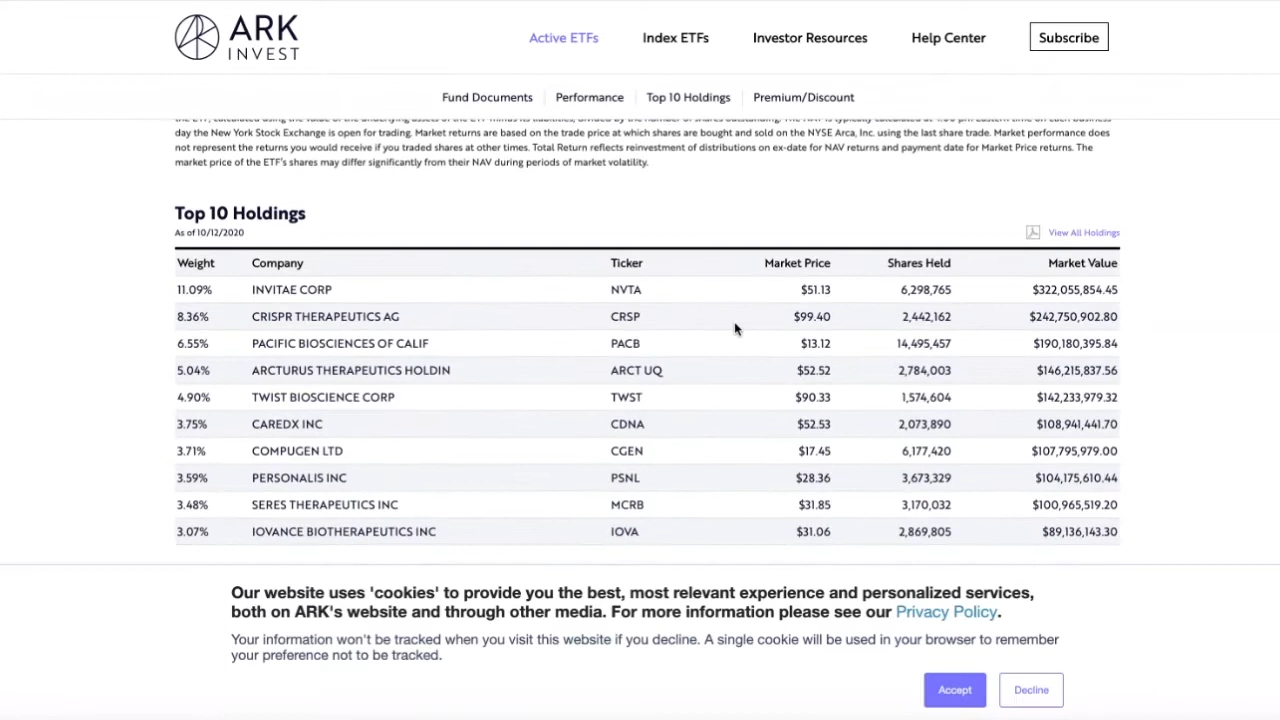 ARK
INVEST
Active ETFs Index ETFs Investor Resources Help Center Subscribe
Fund Documents Performance Top 10 Holdings Premium/Discount
day the New York Stock Exchange is open for trading. Market returns are based on the trade price at which shares are bought and sold on the NYSE Arca, Inc. using the last share trade. Market performance does
not represent the returns you would receive if you traded shares at other times. Total Return reflects reinvestment of distributions on ex-date for NAV returns and payment date for Market Price returns. The
market price of the ETF's shares may differ significantly from their NAV during periods of market volatility.
Top 10 Holdings
As of 10/12/2020
View All Holdings
Weight Company Ticker Market Price Shares Held Market Value
11.09% INVITAE CORP NVTA $51.13 6,298,765 $322,055,854.45
8.36% CRISPR THERAPEUTICS AG CRSP $99.40 2,442,162 $242,750,902.80
6.55% PACIFIC BIOSCIENCES OF CALIF PACB $13.12 14,495,457 $190,180,395.84
5.04% ARCTURUS THERAPEUTICS HOLDIN ARCT UQ $52.52 2,784,003 $146,215,837.56
4.90% TWIST BIOSCIENCE CORP TWST $90.33 1,574,604 $142,233,979.32
3.75% CAREDX INC CDNA $52.53 2,073,890 $108,941,441.70
3.71% COMPUGEN LTD CGEN $17.45 6,177,420 $107,795,979.00
3.59% PERSONALIS INC PSNL $28.36 3,673,329 $104,175,610.44
3.48% SERES THERAPEUTICS INC MCRB $31.85 3,170,032 $100,965,519.20
3.07% IOVANCE BIOTHERAPEUTICS INC IOVA $31.06 2,869,805 $89,136,143.30
Our website uses 'cookies' to provide you the best, most relevant experience and personalized services,
both on ARK's website and through other media. For more information please see our Privacy Policy.
Your information won't be tracked when you visit this website if you decline. A single cookie will be used in your browser to remember
your preference not to be tracked.
Accept Decline